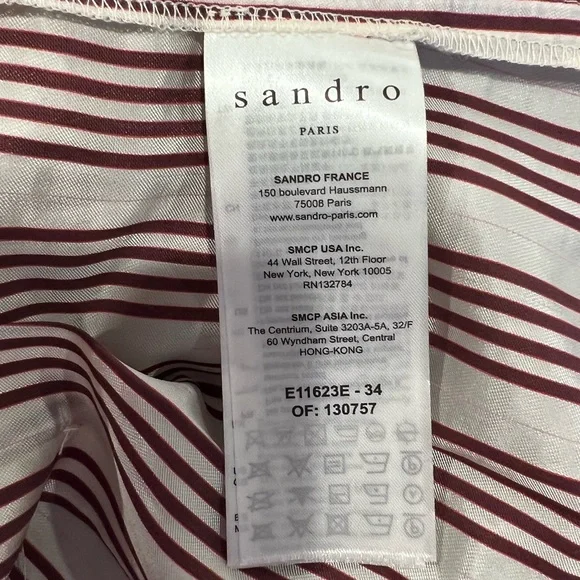 sandro
PARIS
SANDRO FRANCE
150 boulevard Haussmann
75008 Paris
www.sandro-paris.com
SMCP USA Inc.
44 Wall Street, 12th Floor
New York, New York 10005
RN132784
SMCP ASIA Inc.
The Centrium, Suite 3203A-5A, 32/F
60 Wyndham Street, Central
HONG-KONG
E11623E - 34
OF: 130757